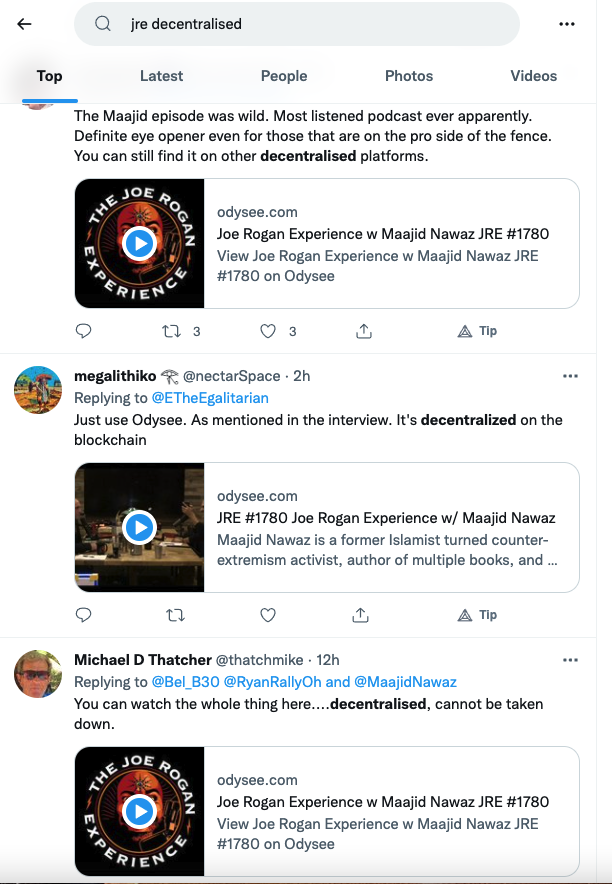 jre decentralised
Top
Latest
People
Photos
Videos
The Maajid episode was wild. Most listened podcast ever apparently.
Definite eye opener even for those that are on the pro side of the fence.
You can still find it on other decentralised platforms.
THE JOE ROGAN EXPERIENCE
odysee.com
Joe Rogan Experience w Maajid Nawaz JRE #1780
View Joe Rogan Experience w Maajid Nawaz JRE
#1780 on Odysee
3
3
Tip
megalithiko @nectarSpace · 2h
Replying to @ETheEgalitarian
Just use Odysee. As mentioned in the interview. It's decentralized on the
blockchain
odysee.com
JRE #1780 Joe Rogan Experience w/ Maajid Nawaz
Maajid Nawaz is a former Islamist turned counter-
extremism activist, author of multiple books, and ...
Tip
Michael D Thatcher @thatchmike · 12h
Replying to @Bel_B30 @RyanRallyOh and @MaajidNawaz
You can watch the whole thing here....decentralised, cannot be taken
down.
THE JOE ROGAN EXPERIENCE
odysee.com
Joe Rogan Experience w Maajid Nawaz JRE #1780
View Joe Rogan Experience w Maajid Nawaz JRE
#1780 on Odysee